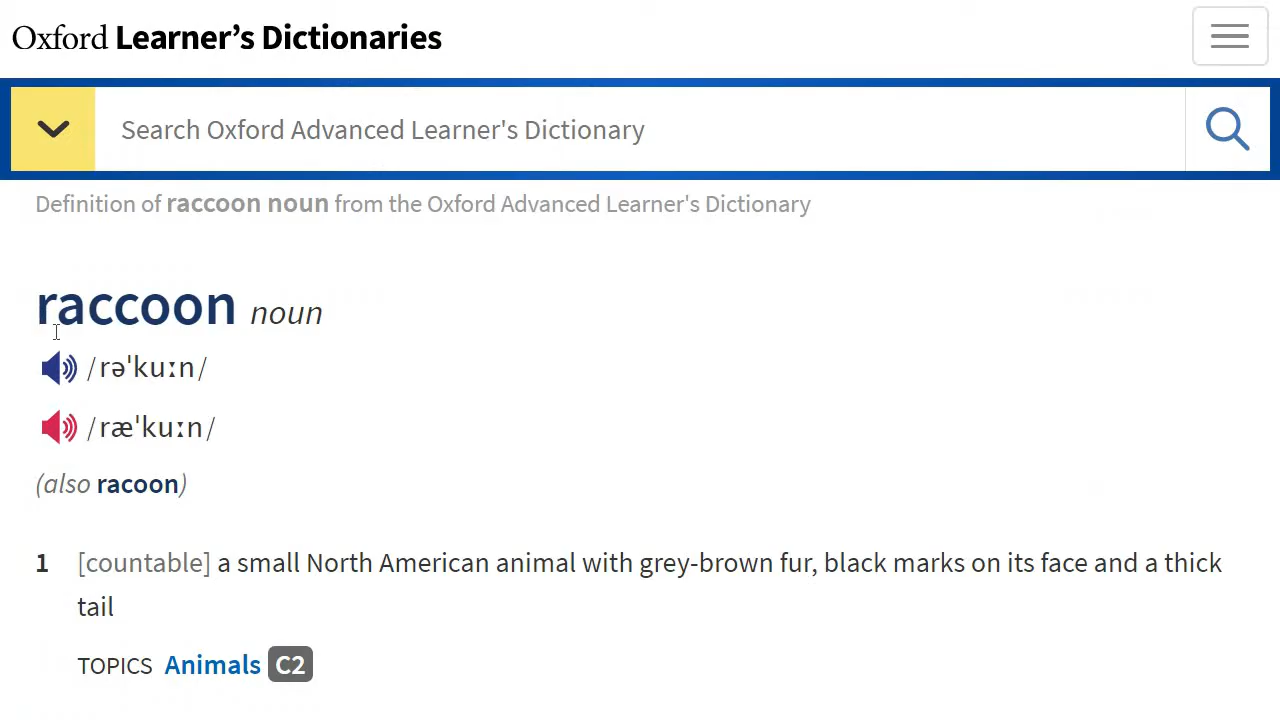 Oxford Learner’s Dictionaries
Search Oxford Advanced Learner's Dictionary
Definition of raccoon noun from the Oxford Advanced Learner's Dictionary
raccoon noun
/rəˈkuːn/
/ræˈkuːn/
(also racoon)
1 [countable] a small North American animal with grey-brown fur, black marks on its face and a thick
tail
TOPICS Animals C2